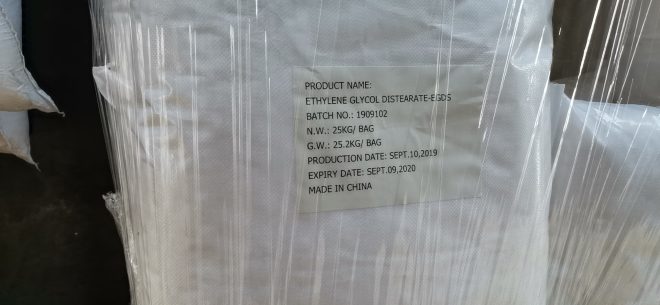 PRODUCT NAME:
ETHYLENE GLYCOL DISTEARATE-EGDS
BATCH NO.: 1909102
N.W.: 25KG/ BAG
G.W.: 25.2KG/ BAG
PRODUCTION DATE: SEPT.10,2019
EXPIRY DATE: SEPT.09,2020
MADE IN CHINA